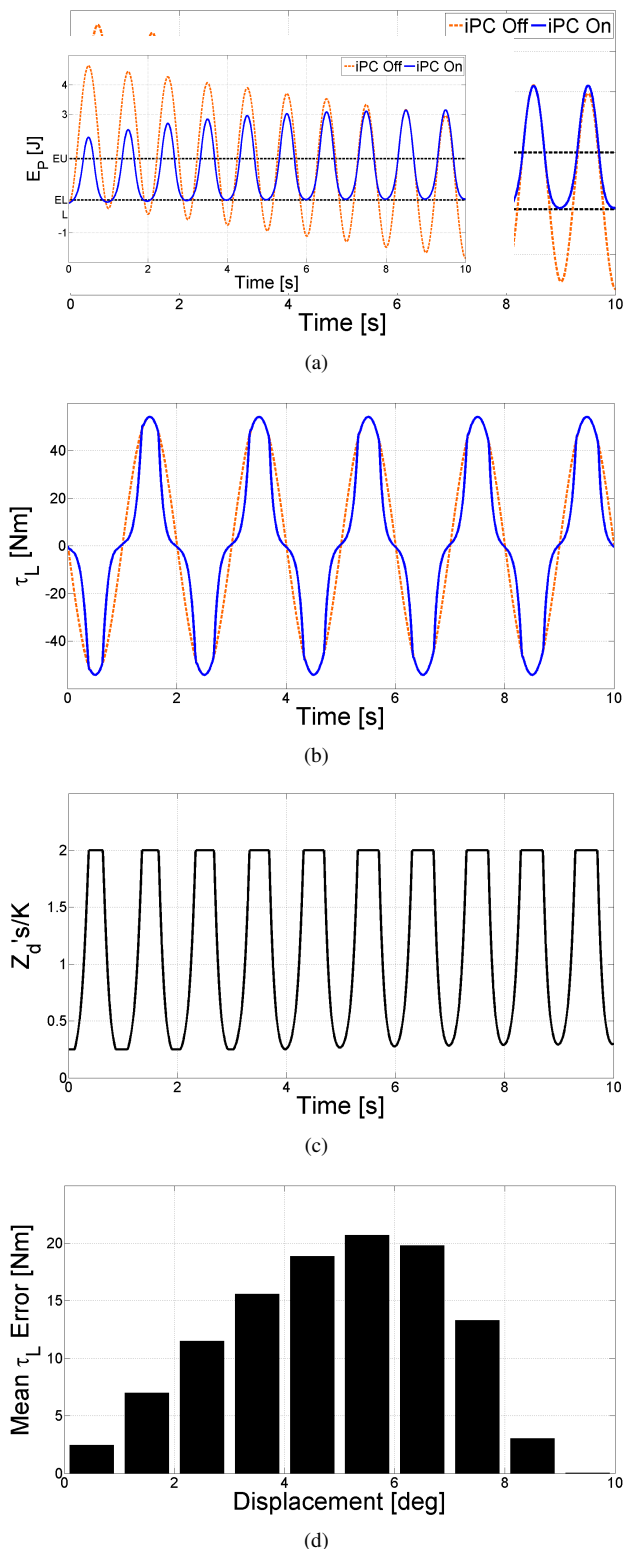 iPC Off iPC On
iPC Off iPC On
4
3
EU
EL
L
-1
E_P [J]
0 2 4 6 8 10
Time [s]
0 2 4 6 8 10
Time [s]
(a)
40
20
0
-20
-40
τ_L [Nm]
0 2 4 6 8 10
Time [s]
(b)
2
1.5
1
0.5
0
Z_d's/K
0 2 4 6 8 10
Time [s]
(c)
20
15
10
5
0
Mean τ_L Error [Nm]
0 2 4 6 8 10
Displacement [deg]
(d)